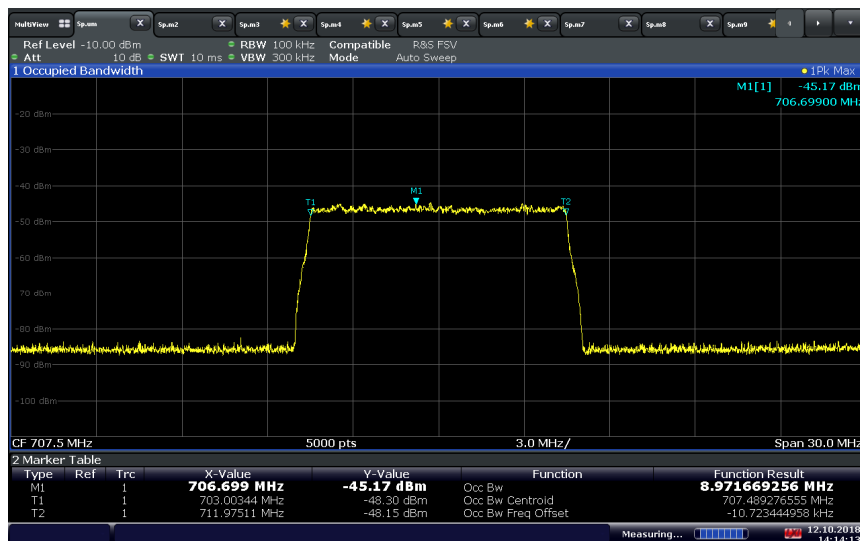 MultiView Sp.um X Sp.m2 X Sp.m3 X Sp.m4 X Sp.m5 X Sp.m6 X Sp.m7 X Sp.m8 X Sp.m9
Ref Level -10.00 dBm RBW 100 kHz Compatible R&S FSV
Att 10 dB SWT 10 ms VBW 300 kHz Mode Auto Sweep
1 Occupied Bandwidth 1Pk Max
M1[1] -45.17 dBm
706.69900 MHz
-20 dBm
-30 dBm
-40 dBm
M1
T1 T2
-50 dBm
-60 dBm
-70 dBm
-80 dBm
-90 dBm
-100 dBm
CF 707.5 MHz 5000 pts 3.0 MHz/ Span 30.0 MHz
2 Marker Table
Type Ref Trc X-Value Y-Value Function Function Result
M1 1 706.699 MHz -45.17 dBm Occ Bw 8.971669256 MHz
T1 1 703.00344 MHz -48.30 dBm Occ Bw Centroid 707.489276555 MHz
T2 1 711.97511 MHz -48.15 dBm Occ Bw Freq Offset -10.723444958 kHz
Measuring... 12.10.2018
14:14:13